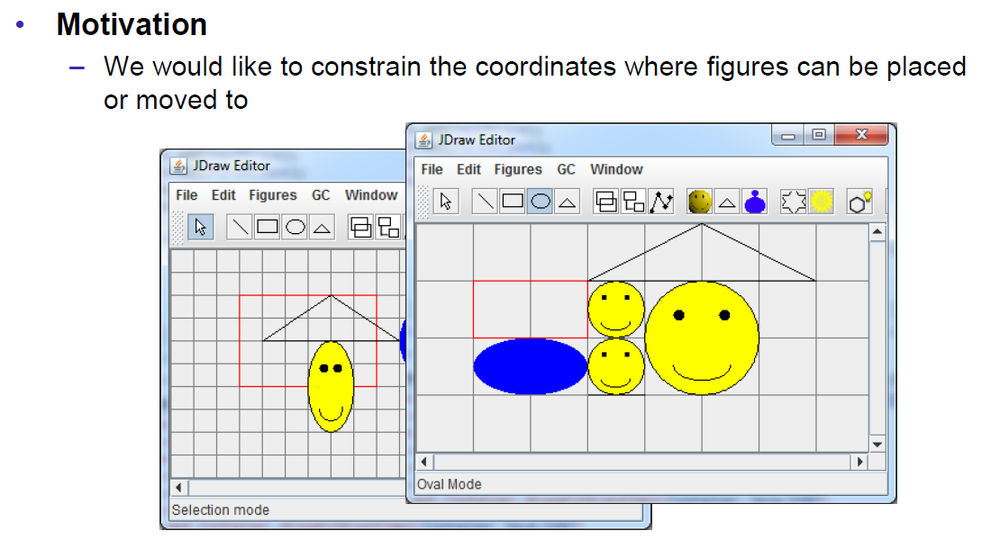 • Motivation
– We would like to constrain the coordinates where figures can be placed
or moved to
JDraw Editor
File Edit Figures GC Window
Oval Mode
JDraw Editor
File Edit Figures GC Window
Selection mode